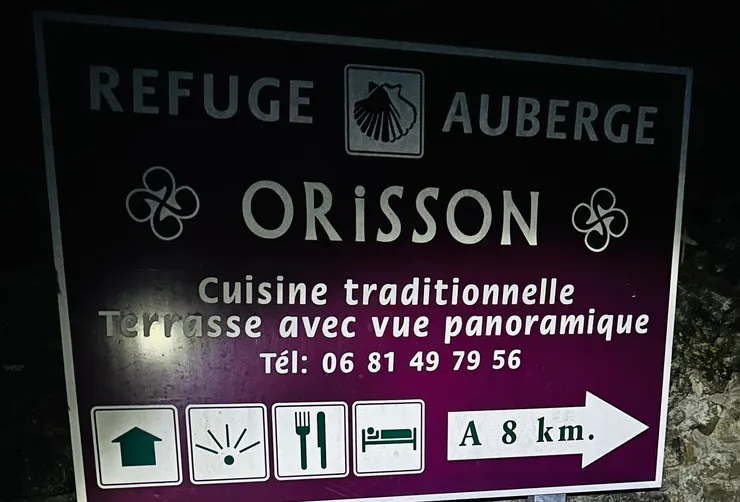 REFUGE AUBERGE
ORiSSON
Cuisine traditionnelle
Terrasse avec vue panoramique
Tél: 06 81 49 79 56
A 8 km.